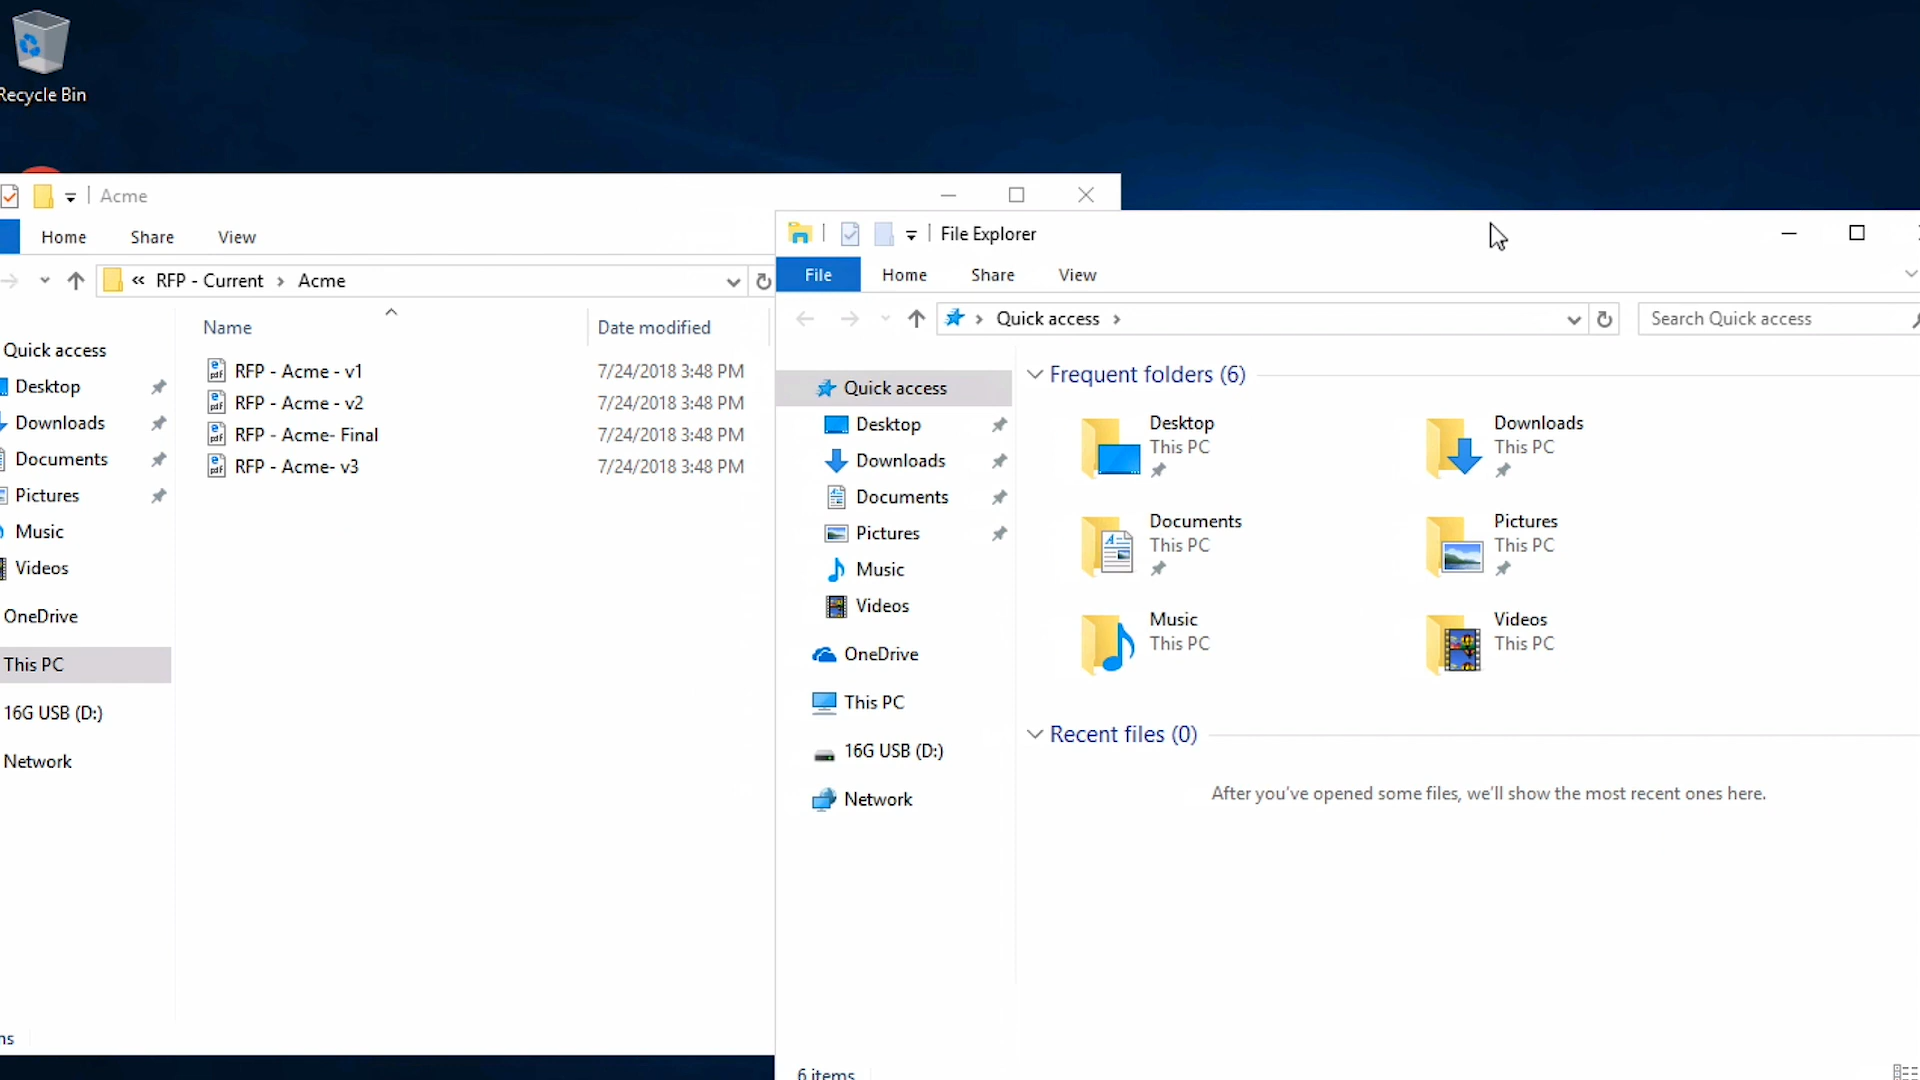 Recycle Bin
Acme
Home Share View
« RFP - Current > Acme
Name Date modified
Quick access
Desktop
Downloads
Documents
Pictures
Music
Videos
OneDrive
This PC
16G USB (D:)
Network
RFP - Acme - v1 7/24/2018 3:48 PM
RFP - Acme - v2 7/24/2018 3:48 PM
RFP - Acme- Final 7/24/2018 3:48 PM
RFP - Acme- v3 7/24/2018 3:48 PM
ns
File Explorer
File Home Share View
Quick access >
Search Quick access
Quick access
Desktop
Downloads
Documents
Pictures
Music
Videos
OneDrive
This PC
16G USB (D:)
Network
Frequent folders (6)
Desktop
This PC
Downloads
This PC
Documents
This PC
Pictures
This PC
Music
This PC
Videos
This PC
Recent files (0)
After you've opened some files, we'll show the most recent ones here.
6 items